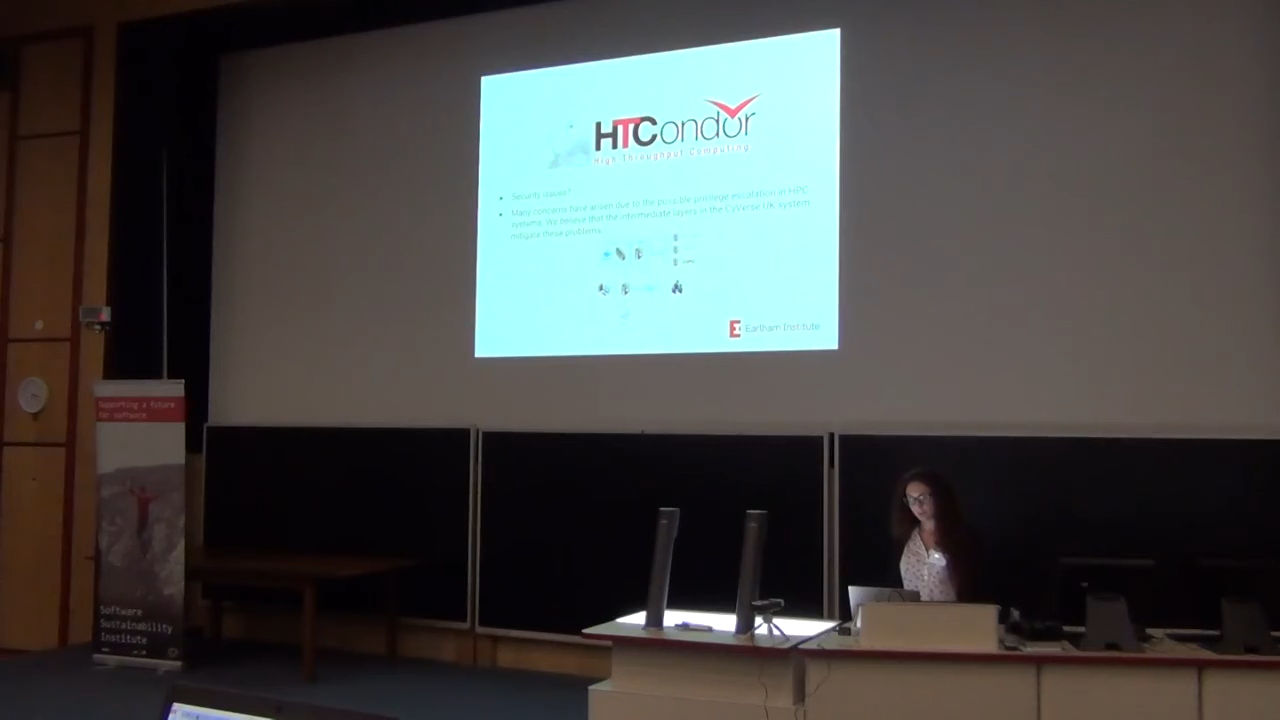 HTCondor
High Throughput Computing
Security issues?
Many concerns have arisen due to the possible privilege escalation in HPC
systems. We believe that the intermediate layers in the CyVerse UK system
mitigate these problems.
Earlham Institute
Supporting a future
for software
Software
Sustainability
Institute